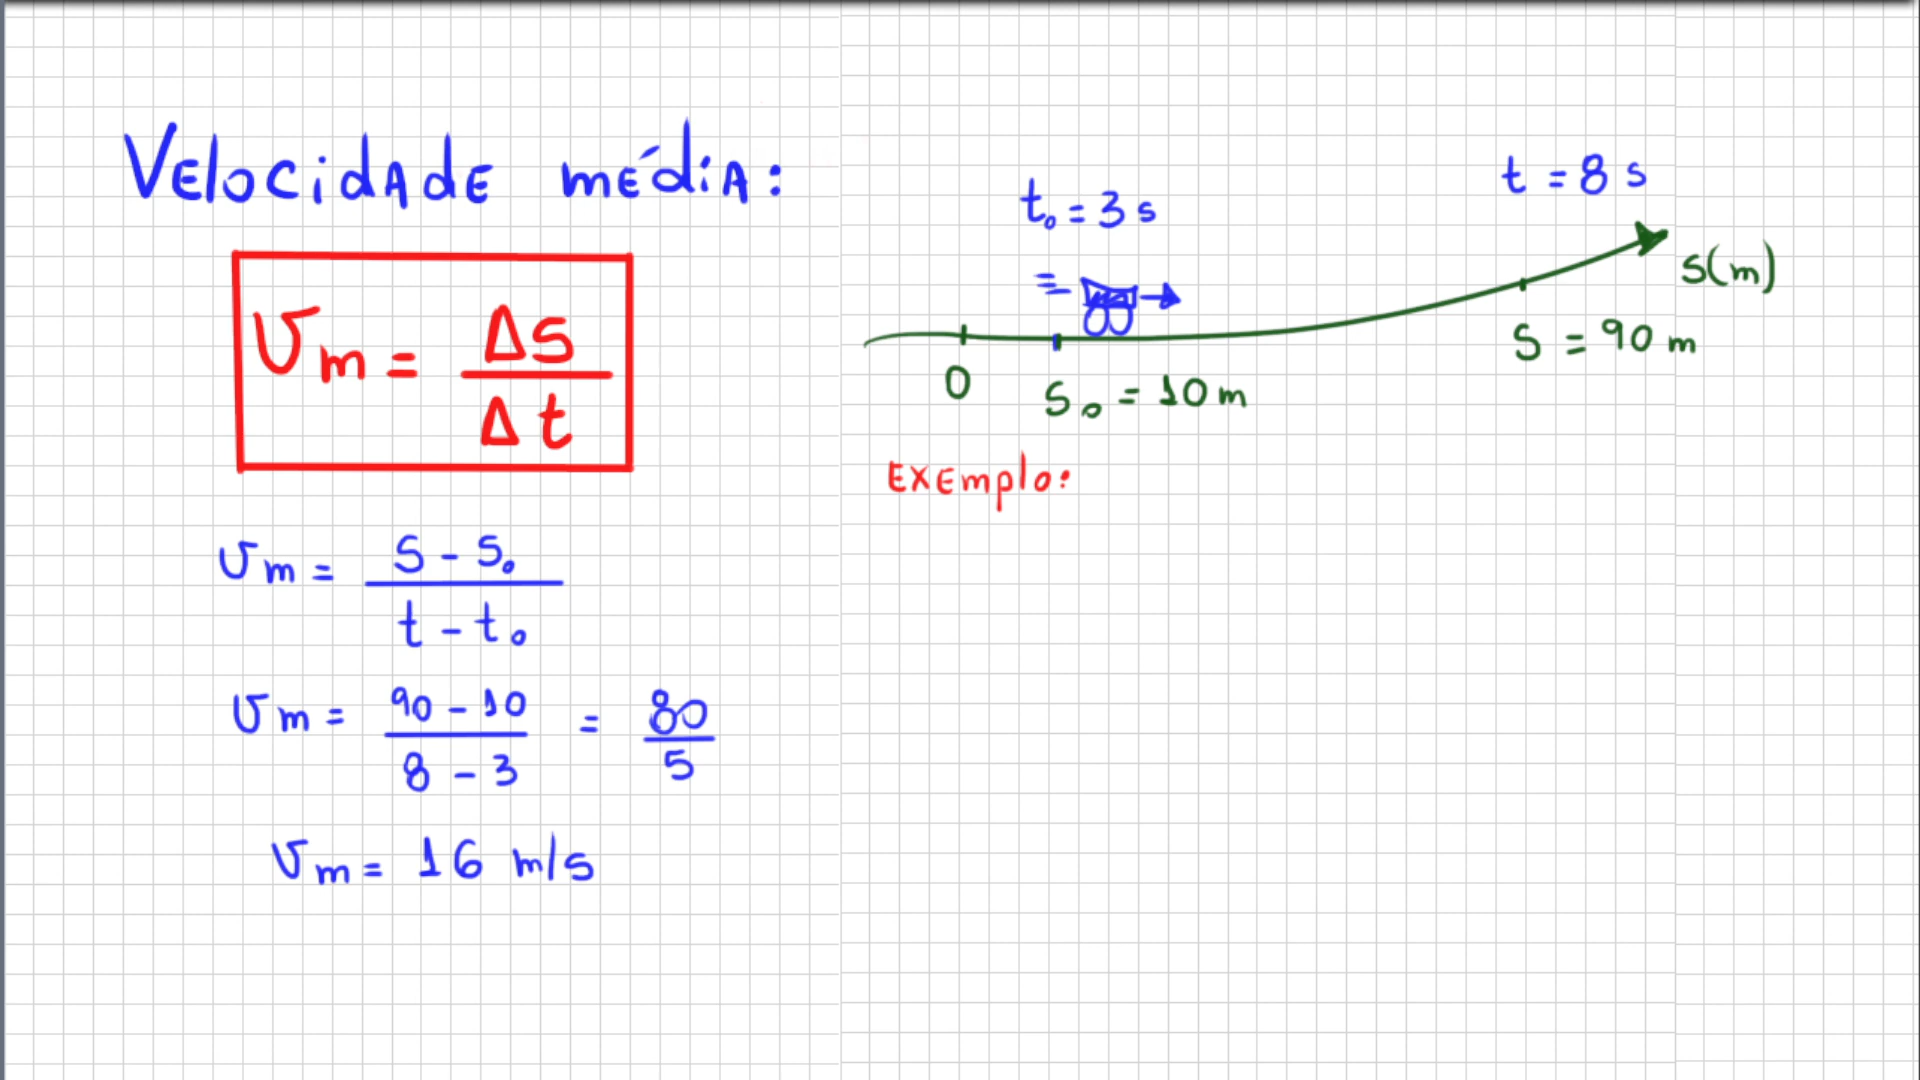 Velocidade média:
vm = Δs
Δt
vm = S - S₀
t - t₀
vm = 90 - 10 = 80
8 - 3 5
vm = 16 m/s
t₀ = 3 s
t = 8 s
S(m)
0
S₀ = 10 m
S = 90 m
Exemplo: